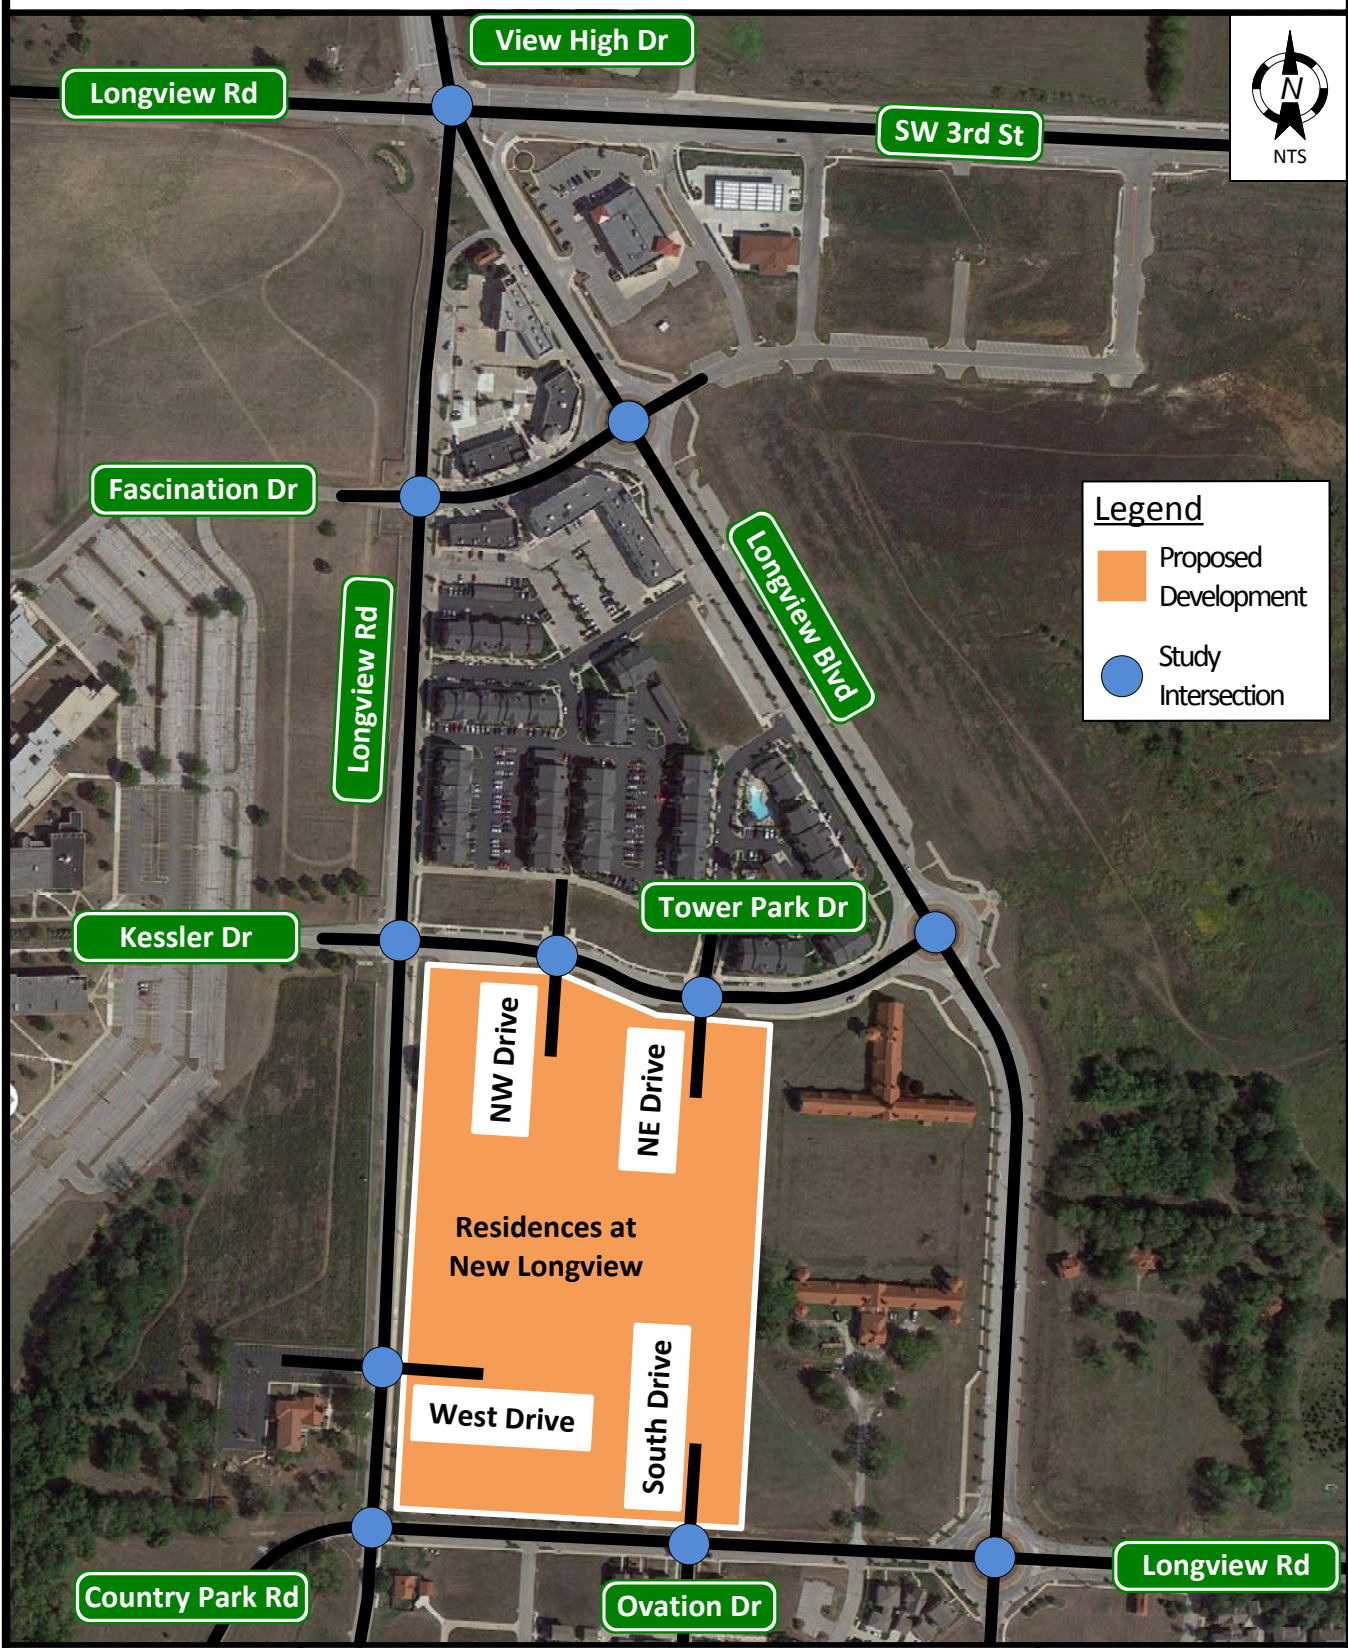 View High Dr
Longview Rd
SW 3rd St
N
NTS
Fascination Dr
Legend
Proposed
Development
Study
Intersection
Longview Blvd
Longview Rd
Tower Park Dr
Kessler Dr
NW Drive
NE Drive
Residences at
New Longview
South Drive
West Drive
Longview Rd
Country Park Rd
Ovation Dr